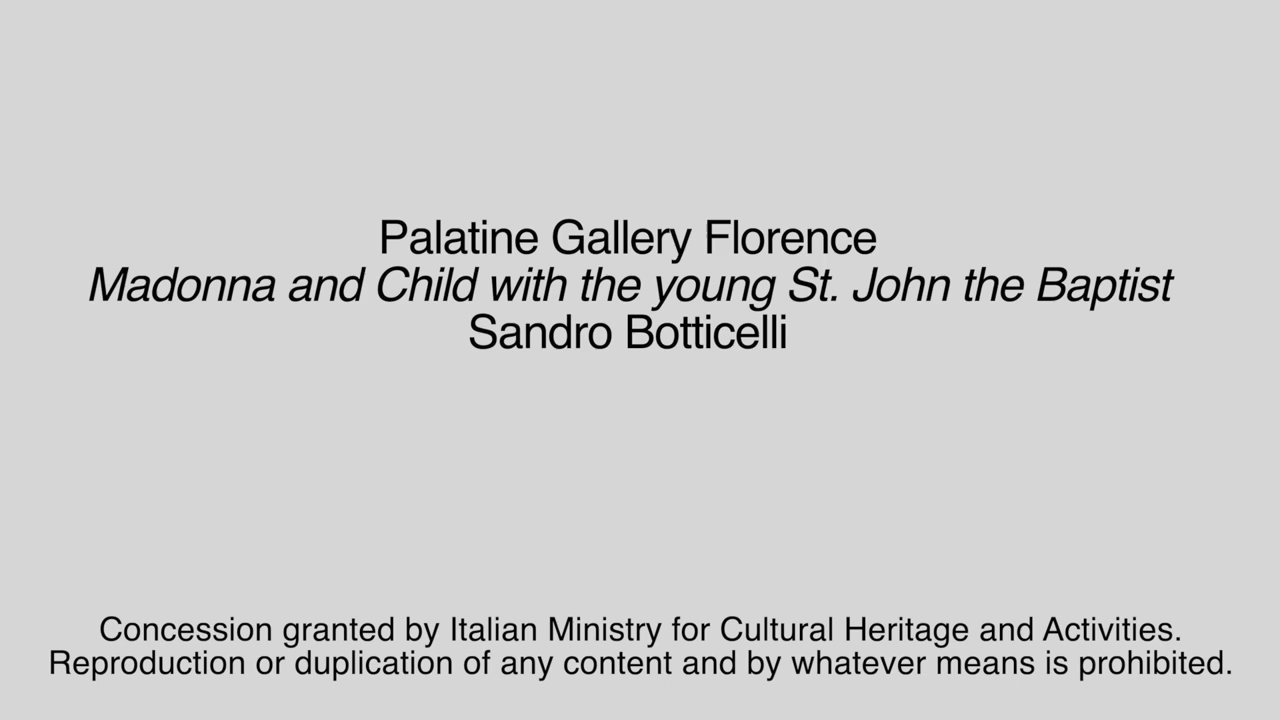 Palatine Gallery Florence
Madonna and Child with the young St. John the Baptist
Sandro Botticelli
Concession granted by Italian Ministry for Cultural Heritage and Activities.
Reproduction or duplication of any content and by whatever means is prohibited.